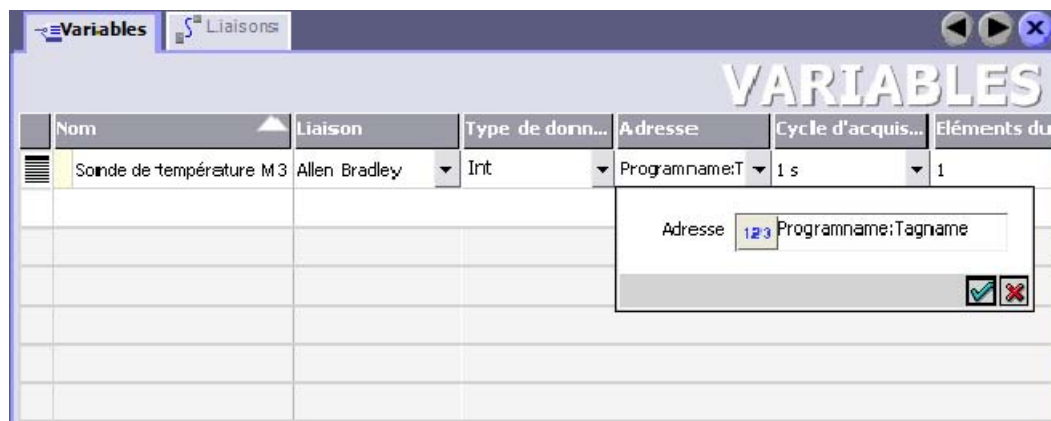 Variables Liaisons
VARIABLES
Nom Liaison Type de donn... Adresse Cycle d'acquis... Eléments du
Sonde de température M3 Allen Bradley Int Programname:T 1 s 1
Adresse 123 Programname:Tagname